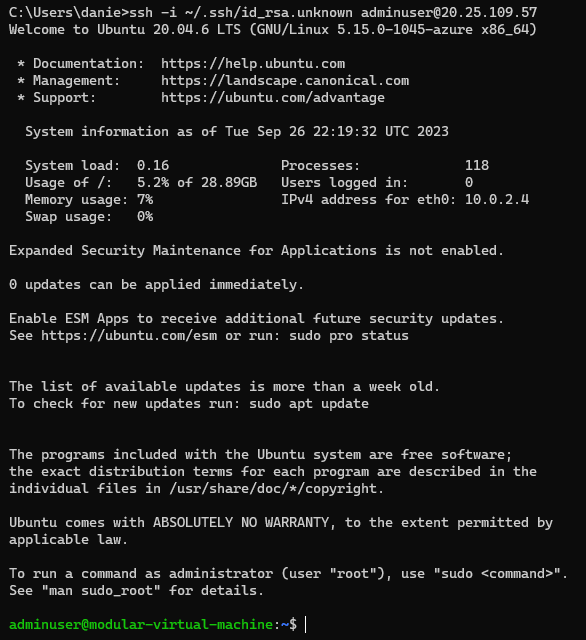 C:\Users\danie>ssh -i ~/.ssh/id_rsa.unknown adminuser@20.25.109.57
Welcome to Ubuntu 20.04.6 LTS (GNU/Linux 5.15.0-1045-azure x86_64)
* Documentation:  https://help.ubuntu.com
* Management:     https://landscape.canonical.com
* Support:        https://ubuntu.com/advantage
System information as of Tue Sep 26 22:19:32 UTC 2023
System load:  0.16              Processes:             118
Usage of /:   5.2% of 28.89GB   Users logged in:       0
Memory usage: 7%                IPv4 address for eth0: 10.0.2.4
Swap usage:   0%
Expanded Security Maintenance for Applications is not enabled.
0 updates can be applied immediately.
Enable ESM Apps to receive additional future security updates.
See https://ubuntu.com/esm or run: sudo pro status
The list of available updates is more than a week old.
To check for new updates run: sudo apt update
The programs included with the Ubuntu system are free software;
the exact distribution terms for each program are described in the
individual files in /usr/share/doc/*/copyright.
Ubuntu comes with ABSOLUTELY NO WARRANTY, to the extent permitted by
applicable law.
To run a command as administrator (user "root"), use "sudo <command>".
See "man sudo_root" for details.
adminuser@modular-virtual-machine:~$